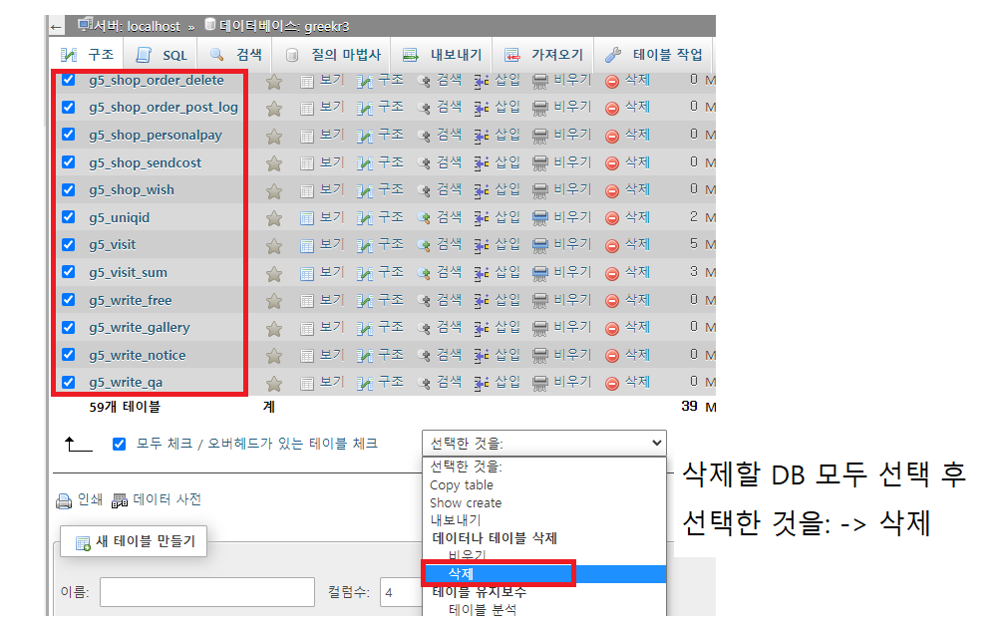 ← 서버: localhost » 데이터베이스: greekr3
구조 SQL 검색 질의 마법사 내보내기 가져오기 테이블 작업
g5_shop_order_delete 보기 구조 검색 삽입 비우기 삭제 0 M
g5_shop_order_post_log 보기 구조 검색 삽입 비우기 삭제 0 M
g5_shop_personalpay 보기 구조 검색 삽입 비우기 삭제 0 M
g5_shop_sendcost 보기 구조 검색 삽입 비우기 삭제 0 M
g5_shop_wish 보기 구조 검색 삽입 비우기 삭제 0 M
g5_uniqid 보기 구조 검색 삽입 비우기 삭제 2 M
g5_visit 보기 구조 검색 삽입 비우기 삭제 5 M
g5_visit_sum 보기 구조 검색 삽입 비우기 삭제 3 M
g5_write_free 보기 구조 검색 삽입 비우기 삭제 0 M
g5_write_gallery 보기 구조 검색 삽입 비우기 삭제 0 M
g5_write_notice 보기 구조 검색 삽입 비우기 삭제 0 M
g5_write_qa 보기 구조 검색 삽입 비우기 삭제 0 M
59개 테이블 계 39 M
모두 체크 / 오버헤드가 있는 테이블 체크 선택한 것을:
선택한 것을:
Copy table
Show create
내보내기
데이터나 테이블 삭제
비우기
삭제
테이블 유지보수
테이블 분석
인쇄 데이터 사전
새 테이블 만들기
이름: 컬럼수: 4
삭제할 DB 모두 선택 후
선택한 것을: -> 삭제